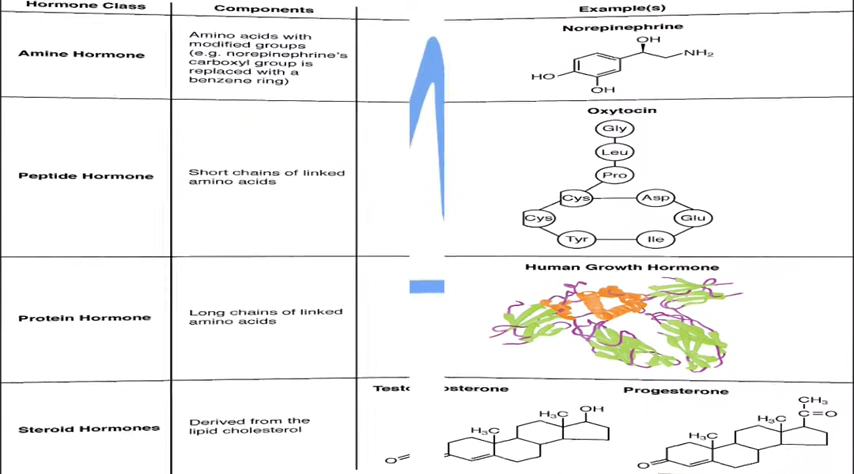 Hormone Class
Components
Example(s)
Amine Hormone
Amino acids with
modified groups
(e.g. norepinephrine's
carboxyl group is
replaced with a
benzene ring)
Norepinephrine
OH
NH₂
HO
OH
Peptide Hormone
Short chains of linked
amino acids
Oxytocin
Gly
Leu
Pro
Cys
Asp
Cys
Glu
Tyr
Ile
Protein Hormone
Long chains of linked
amino acids
Human Growth Hormone
Steroid Hormones
Derived from the
lipid cholesterol
Progesterone
OH
H₃C
H₃C
O
CH₃
C=O
H₃C
H₃C
O